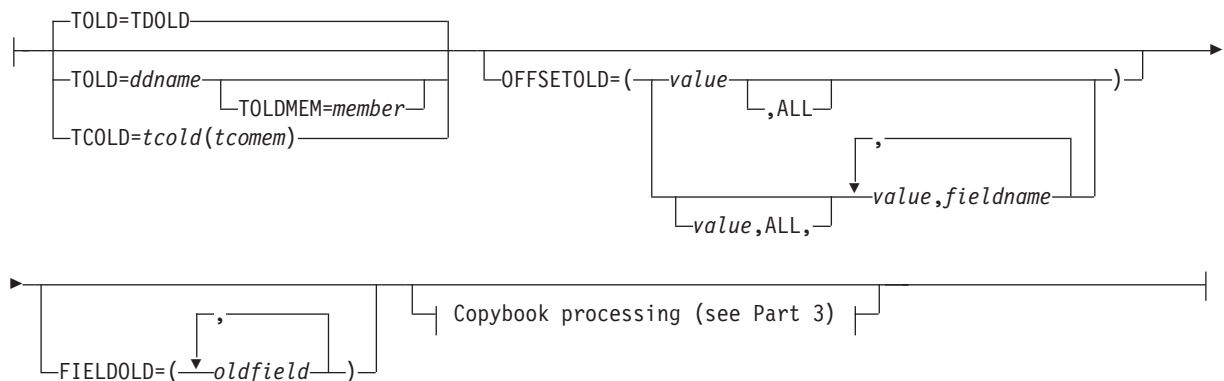 TOLD=TDOLD
TOLD=ddname
TOLDMEM=member
TCOLD=tcold(tcomem)
OFFSETOLD=( value )
,ALL
,
value,fieldname
value,ALL,
FIELDOLD=( oldfield )
,
Copybook processing (see Part 3)